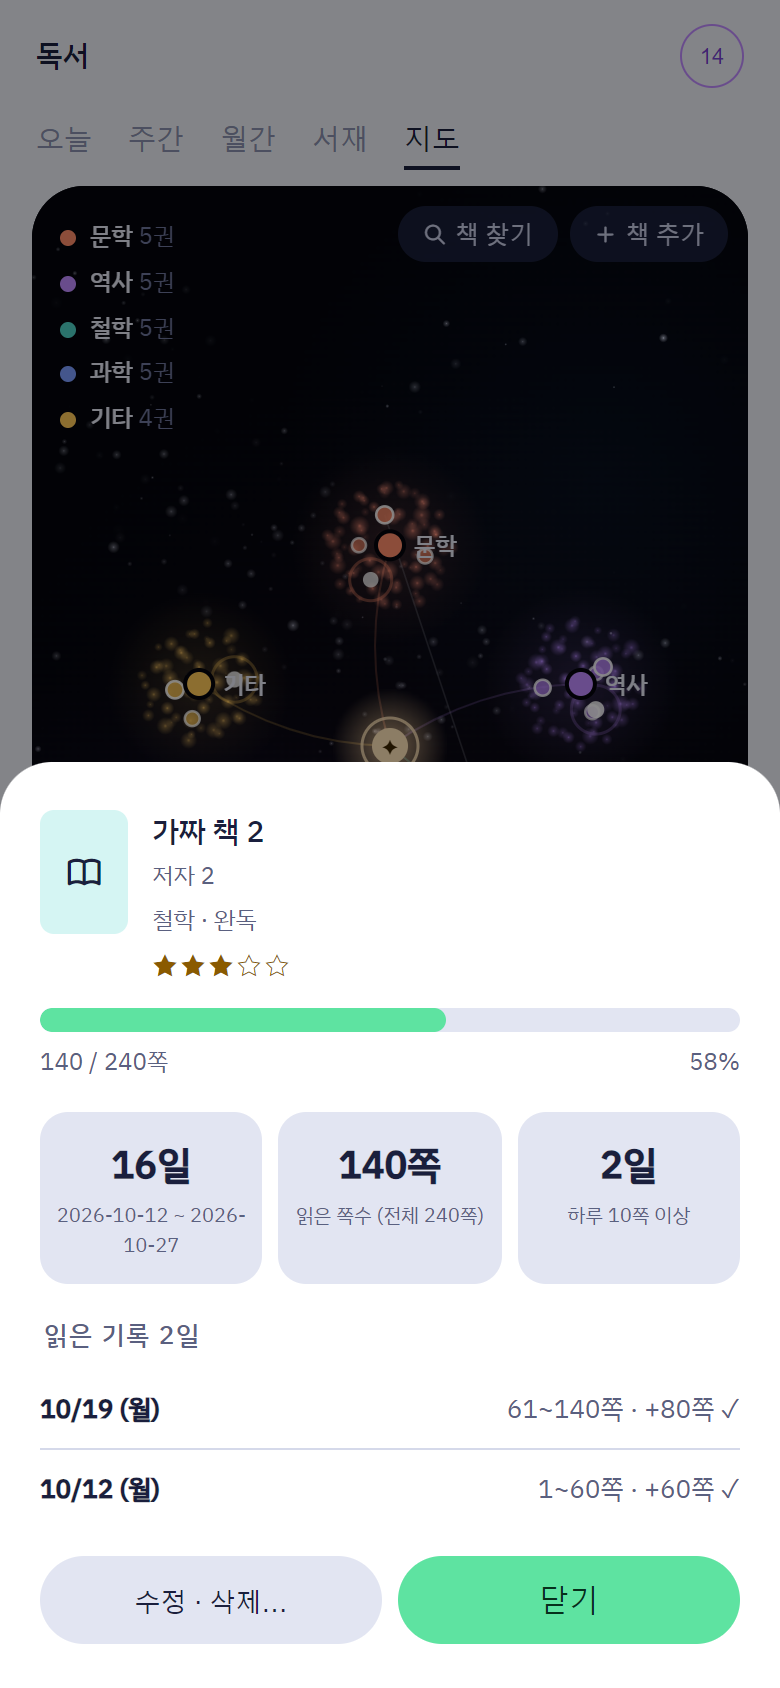 독서
14
오늘 주간 월간 서재 지도
문학 5권
역사 5권
철학 5권
과학 5권
기타 4권
책 찾기
책 추가
문학
기타
역사
가짜 책 2
저자 2
철학 · 완독
★★★☆☆
140 / 240쪽 58%
16일
2026-10-12 ~ 2026-
10-27
140쪽
읽은 쪽수 (전체 240쪽)
2일
하루 10쪽 이상
읽은 기록 2일
10/19 (월) 61~140쪽 · +80쪽 ✓
10/12 (월) 1~60쪽 · +60쪽 ✓
수정 · 삭제...
닫기